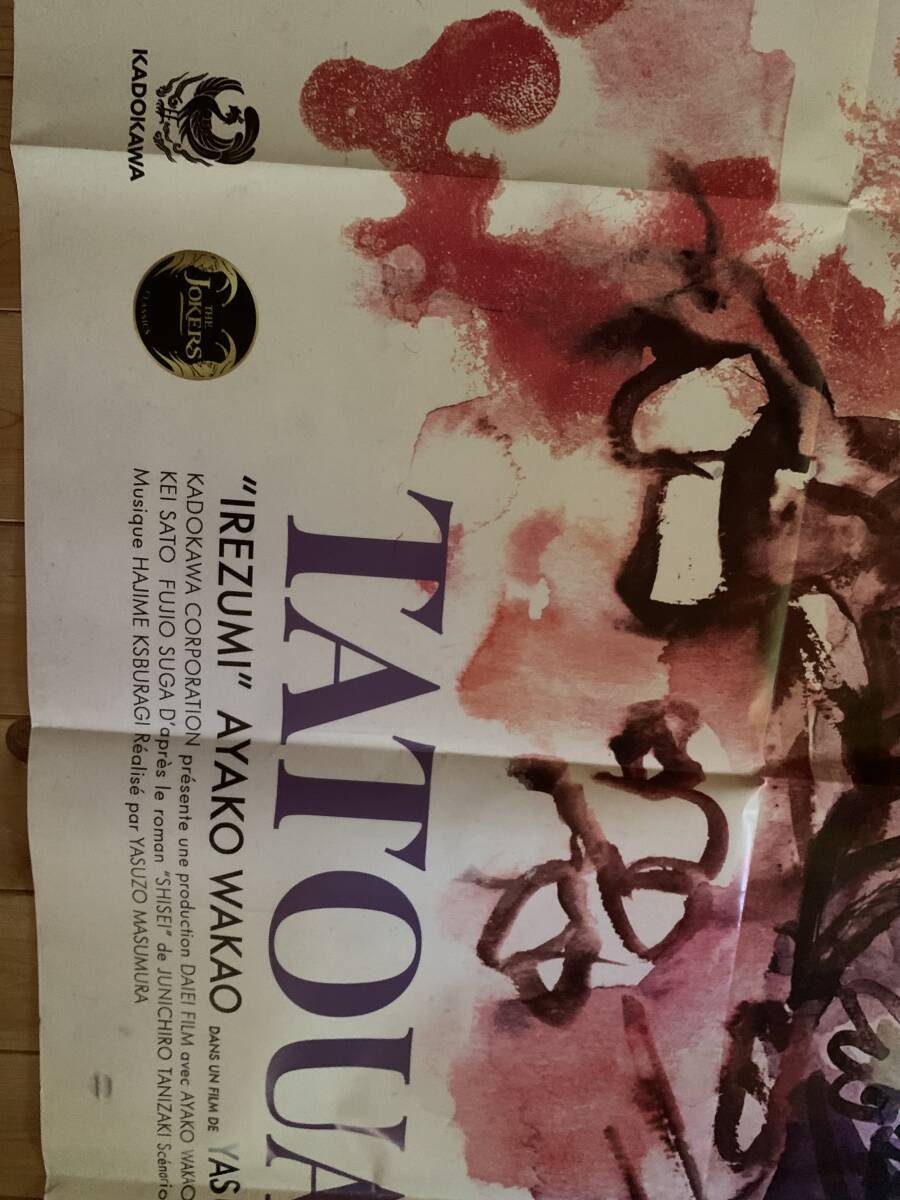 KADOKAWA
THE
JOKERS
CLASSICS
TATOUA
"IREZUMI" AYAKO WAKAO DANS UN FILM DE YAS
KADOKAWA CORPORATION présente une production DAIEI FILM avec AYAKO WAKAO
KEI SATO FUJIO SUGA D'après le roman "SHISEI" de JUNICHIRO TANIZAKI Scénario
Musique HAJIME KSBURAGI Réalisé par YASUZO MASUMURA